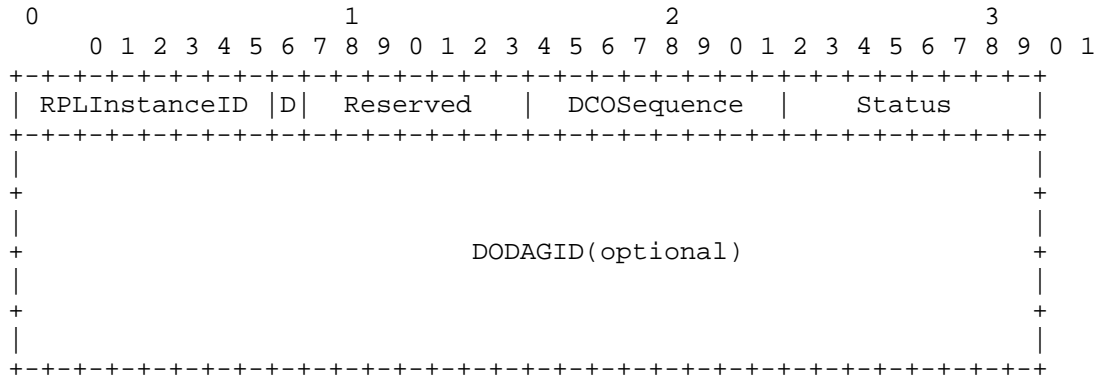 0                   1                   2                   3
    0 1 2 3 4 5 6 7 8 9 0 1 2 3 4 5 6 7 8 9 0 1 2 3 4 5 6 7 8 9 0 1
+-+-+-+-+-+-+-+-+-+-+-+-+-+-+-+-+-+-+-+-+-+-+-+-+-+-+-+-+-+-+-+-+
| RPLInstanceID |D|  Reserved   |  DCOSequence  |    Status     |
+-+-+-+-+-+-+-+-+-+-+-+-+-+-+-+-+-+-+-+-+-+-+-+-+-+-+-+-+-+-+-+-+
|                                                               |
+                                                               +
|                                                               |
+                            DODAGID(optional)                  +
|                                                               |
+                                                               +
|                                                               |
+-+-+-+-+-+-+-+-+-+-+-+-+-+-+-+-+-+-+-+-+-+-+-+-+-+-+-+-+-+-+-+-+